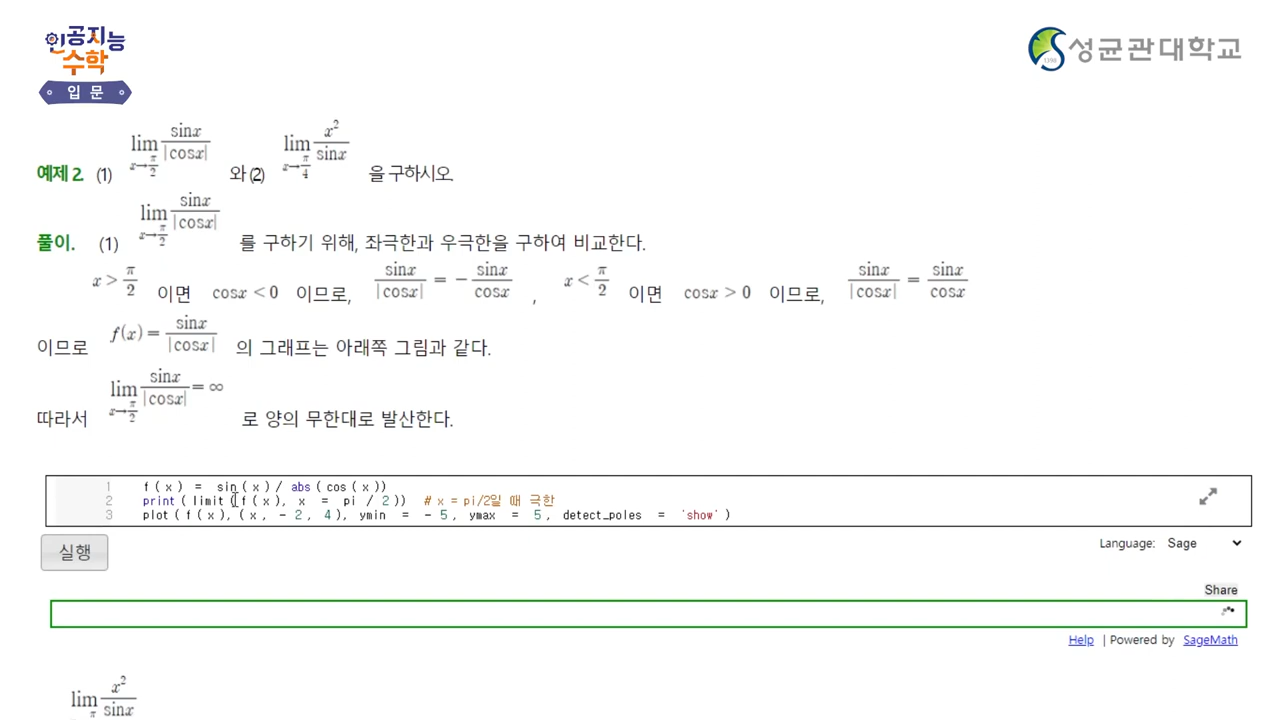 인공지능
수학
입 문
성균관대학교
1398
예제 2. (1) lim x→π/2 sinx/|cosx| 와 (2) lim x→π/4 x²/sinx 을 구하시오.
풀이. (1) lim x→π/2 sinx/|cosx| 를 구하기 위해, 좌극한과 우극한을 구하여 비교한다.
x > π/2 이면 cosx < 0 이므로, sinx/|cosx| = − sinx/cosx , x < π/2 이면 cosx > 0 이므로, sinx/|cosx| = sinx/cosx
이므로 f(x) = sinx/|cosx| 의 그래프는 아래쪽 그림과 같다.
따라서 lim x→π/2 sinx/|cosx| = ∞ 로 양의 무한대로 발산한다.
1 f(x) = sin(x)/abs(cos(x))
2 print(limit(f(x), x = pi / 2)) # x = pi/2일 때 극한
3 plot(f(x), (x, -2, 4), ymin = -5, ymax = 5, detect_poles = 'show')
실행
Language: Sage
Share
Help | Powered by SageMath
lim x²/sinx
π